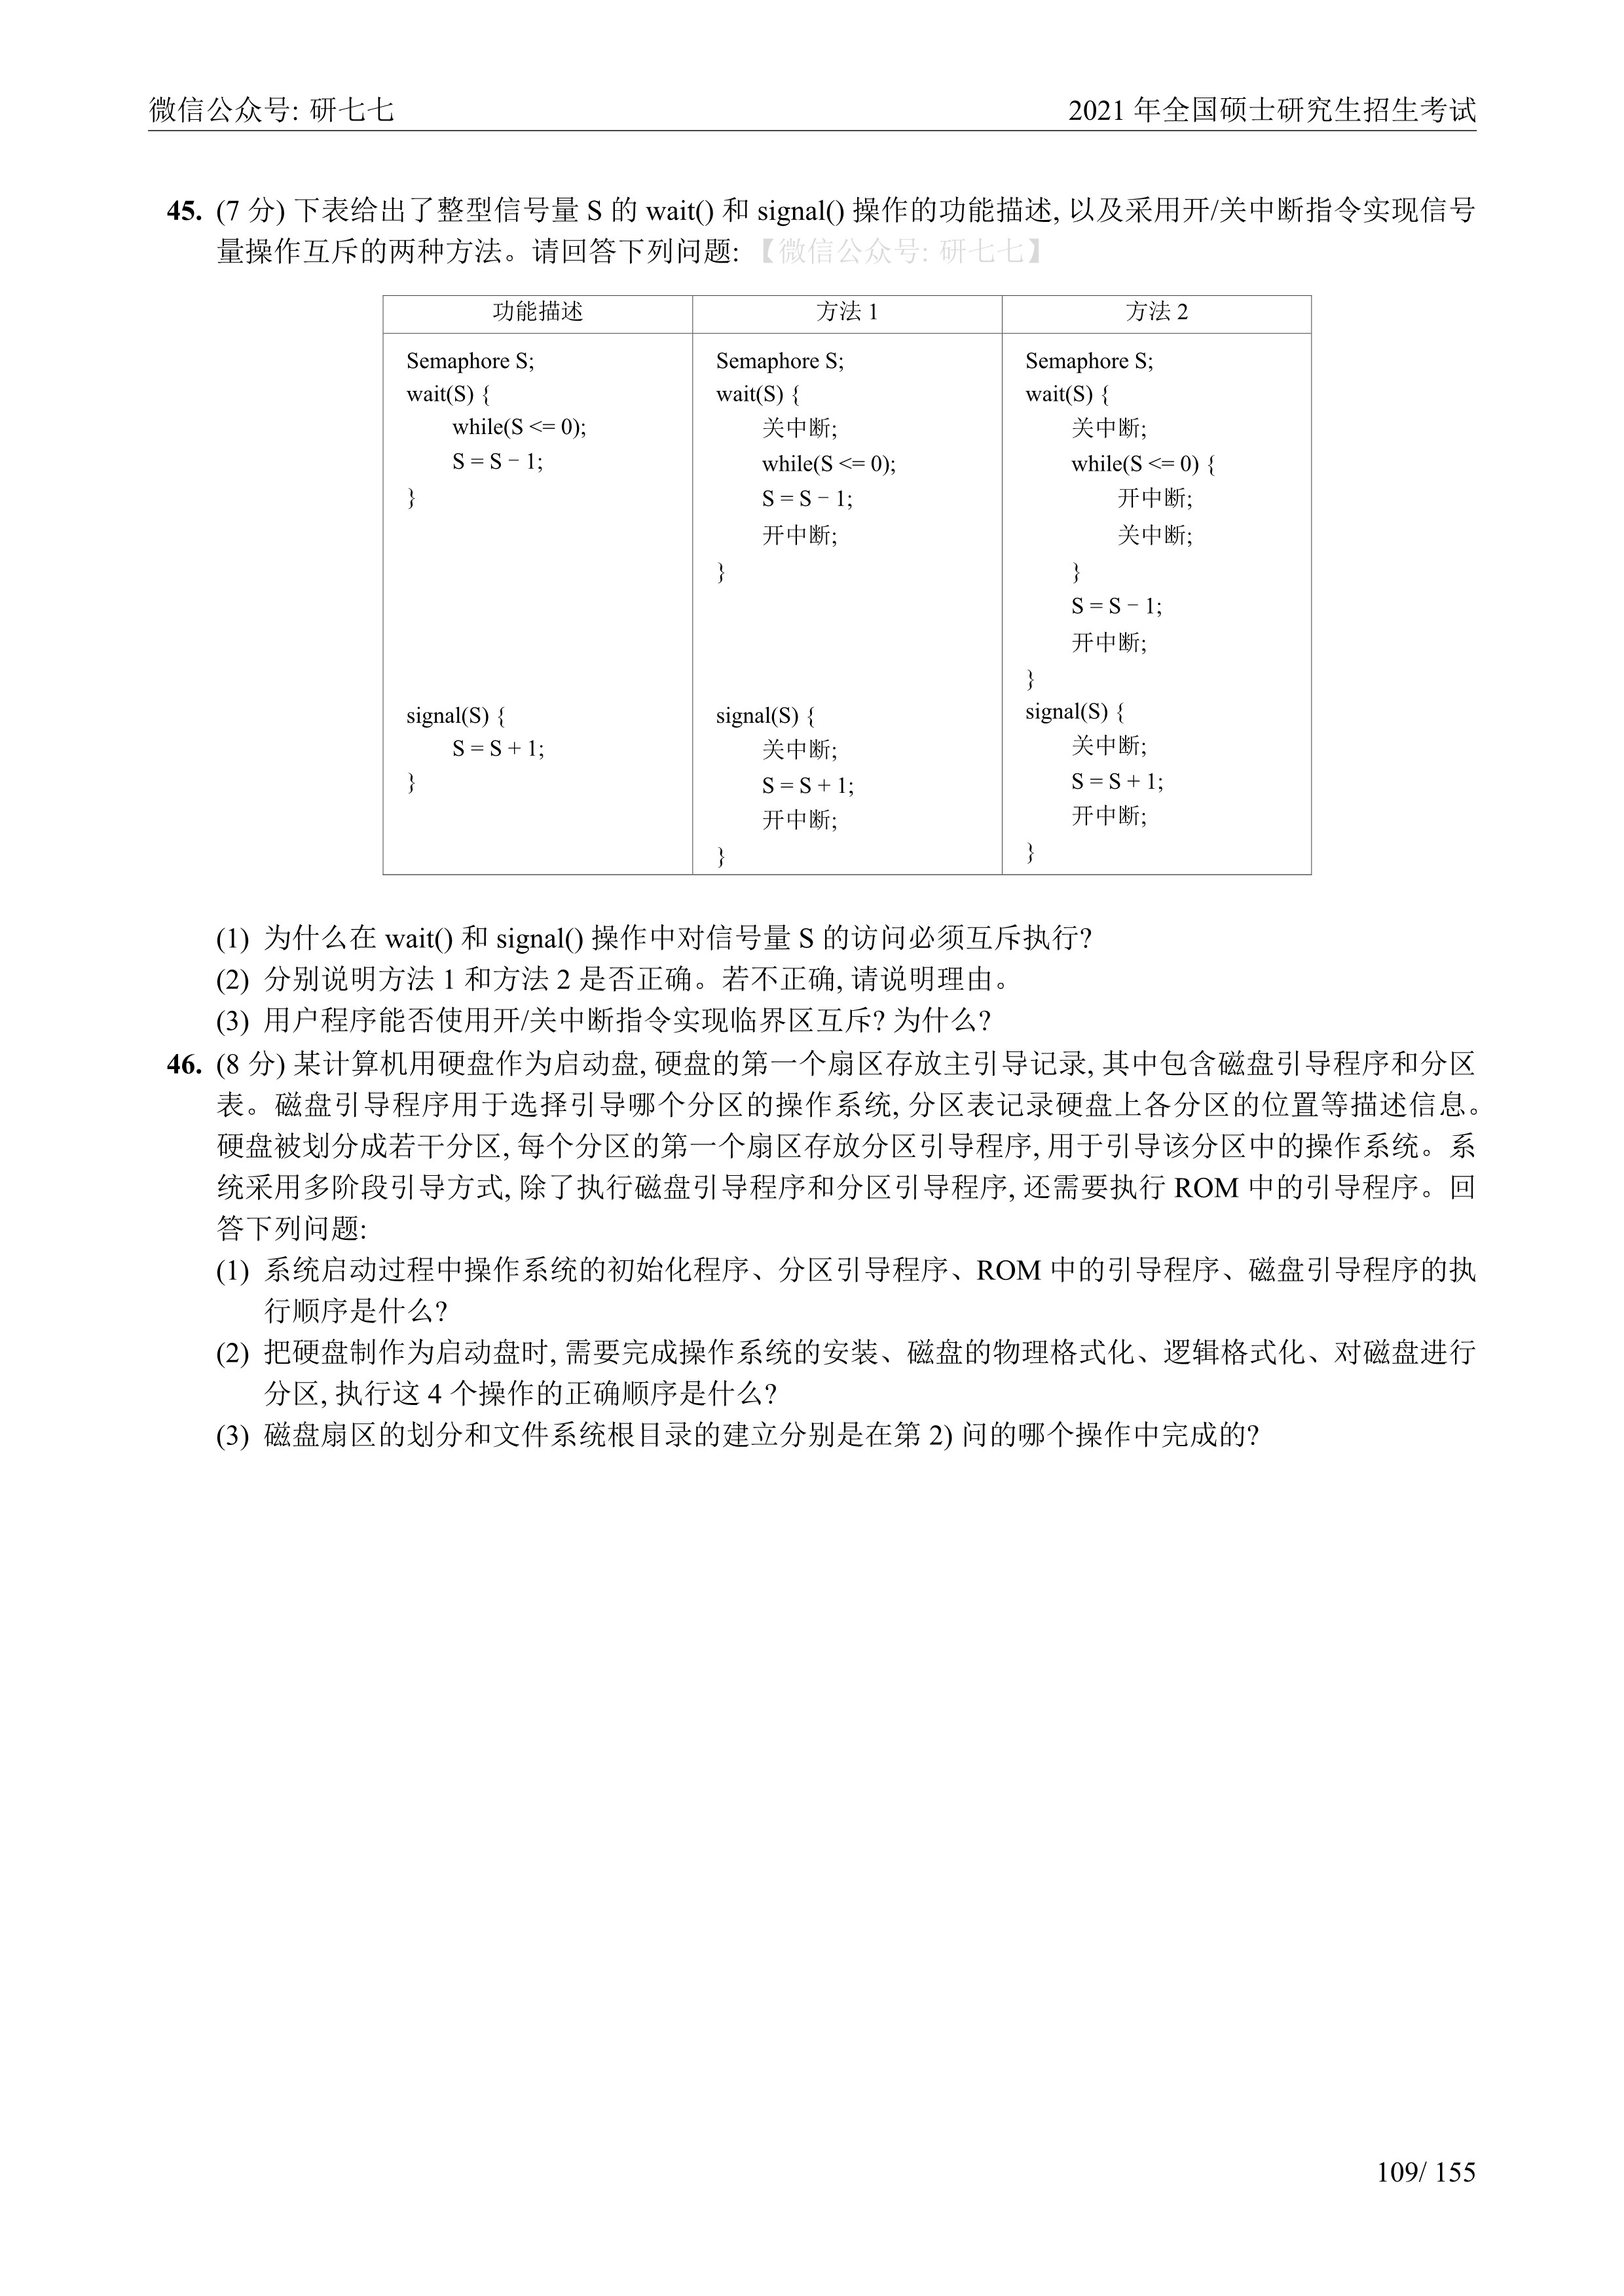 微信公众号: 研七七
2021 年全国硕士研究生招生考试
45. (7 分) 下表给出了整型信号量 S 的 wait() 和 signal() 操作的功能描述, 以及采用开/关中断指令实现信号
量操作互斥的两种方法。请回答下列问题: 【微信公众号: 研七七】
功能描述
Semaphore S;
wait(S) {
while(S <= 0);
S = S − 1;
}
signal(S) {
S = S + 1;
}
方法 1
Semaphore S;
wait(S) {
关中断;
while(S <= 0);
S = S − 1;
开中断;
}
signal(S) {
关中断;
S = S + 1;
开中断;
}
方法 2
Semaphore S;
wait(S) {
关中断;
while(S <= 0) {
开中断;
关中断;
}
S = S − 1;
开中断;
}
signal(S) {
关中断;
S = S + 1;
开中断;
}
(1) 为什么在 wait() 和 signal() 操作中对信号量 S 的访问必须互斥执行?
(2) 分别说明方法 1 和方法 2 是否正确。若不正确, 请说明理由。
(3) 用户程序能否使用开/关中断指令实现临界区互斥? 为什么?
46. (8 分) 某计算机用硬盘作为启动盘, 硬盘的第一个扇区存放主引导记录, 其中包含磁盘引导程序和分区
表。磁盘引导程序用于选择引导哪个分区的操作系统, 分区表记录硬盘上各分区的位置等描述信息。
硬盘被划分成若干分区, 每个分区的第一个扇区存放分区引导程序, 用于引导该分区中的操作系统。系
统采用多阶段引导方式, 除了执行磁盘引导程序和分区引导程序, 还需要执行 ROM 中的引导程序。回
答下列问题:
(1) 系统启动过程中操作系统的初始化程序、分区引导程序、ROM 中的引导程序、磁盘引导程序的执
行顺序是什么?
(2) 把硬盘制作为启动盘时, 需要完成操作系统的安装、磁盘的物理格式化、逻辑格式化、对磁盘进行
分区, 执行这 4 个操作的正确顺序是什么?
(3) 磁盘扇区的划分和文件系统根目录的建立分别是在第 2) 问的哪个操作中完成的?
109/ 155